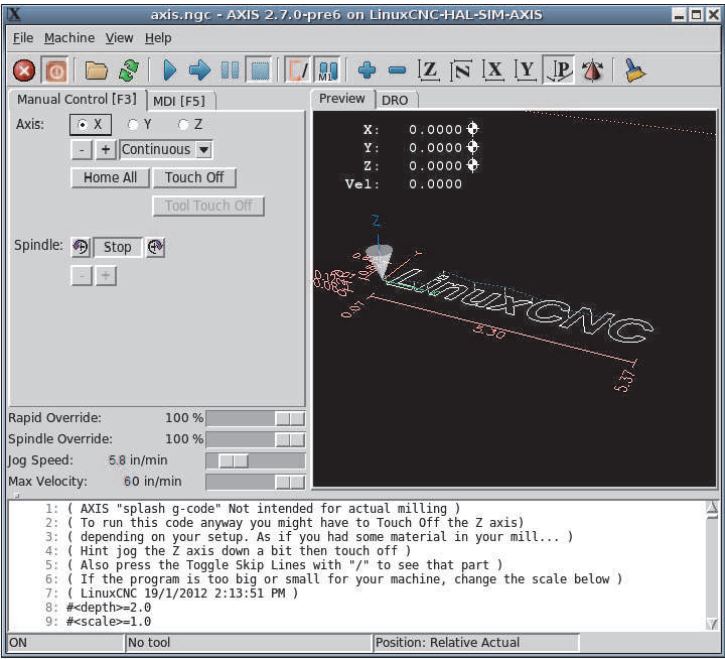 axis.ngc - AXIS 2.7.0-pre6 on LinuxCNC-HAL-SIM-AXIS
File Machine View Help
Z N X Y P
Manual Control [F3] MDI [F5]
Axis: X Y Z
- + Continuous
Home All Touch Off
Tool Touch Off
Spindle: Stop
- +
Rapid Override: 100 %
Spindle Override: 100 %
Jog Speed: 5.8 in/min
Max Velocity: 60 in/min
Preview DRO
X: 0.0000
Y: 0.0000
Z: 0.0000
Vel: 0.0000
Z
Y
LinuxCNC
0.07
5.30
5.37
1: ( AXIS "splash g-code" Not intended for actual milling )
2: ( To run this code anyway you might have to Touch Off the Z axis)
3: ( depending on your setup. As if you had some material in your mill... )
4: ( Hint jog the Z axis down a bit then touch off )
5: ( Also press the Toggle Skip Lines with "/" to see that part )
6: ( If the program is too big or small for your machine, change the scale below )
7: ( LinuxCNC 19/1/2012 2:13:51 PM )
8: #<depth>=2.0
9: #<scale>=1.0
ON No tool Position: Relative Actual